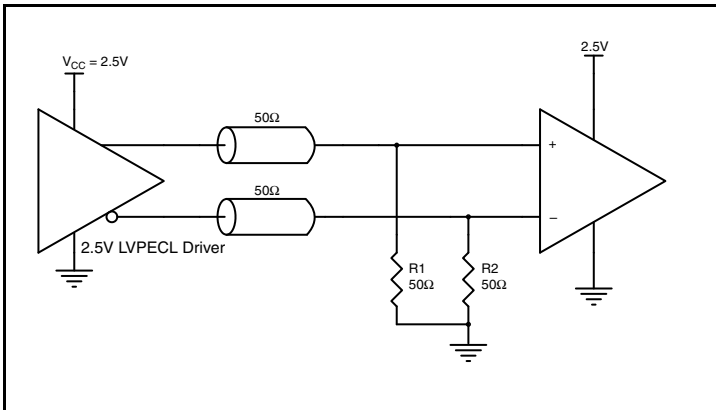 V_CC = 2.5V
2.5V
50Ω
+
50Ω
–
2.5V LVPECL Driver
R1
50Ω
R2
50Ω